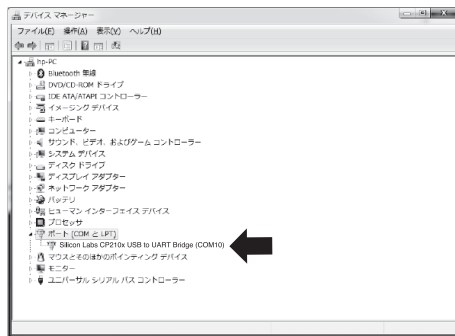 デバイス マネージャー
ファイル(F) 操作(A) 表示(V) ヘルプ(H)
hp-PC
Bluetooth 無線
DVD/CD-ROM ドライブ
IDE ATA/ATAPI コントローラー
イメージング デバイス
キーボード
コンピューター
サウンド、ビデオ、およびゲーム コントローラー
システム デバイス
ディスク ドライブ
ディスプレイ アダプター
ネットワーク アダプター
バッテリ
ヒューマン インターフェイス デバイス
プロセッサ
ポート [COM と LPT]
Silicon Labs CP210x USB to UART Bridge (COM10)
マウスとそのほかのポインティング デバイス
モニター
ユニバーサル シリアル バス コントローラー